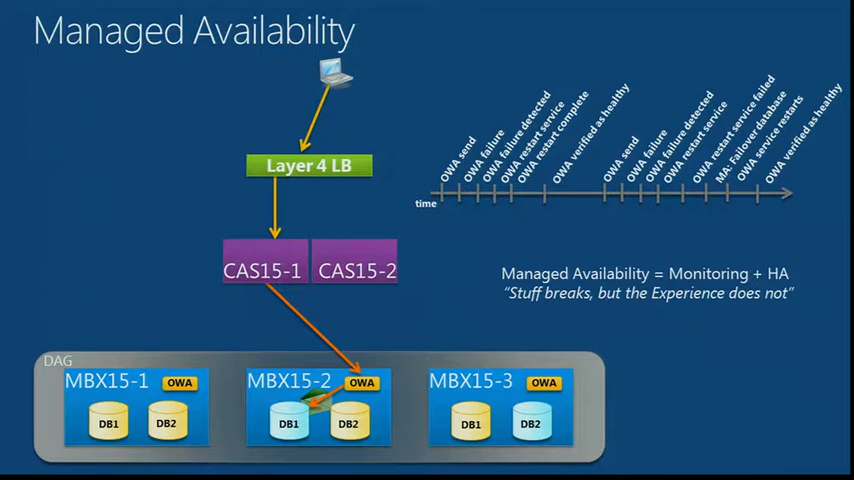 Managed Availability
Layer 4 LB
CAS15-1
CAS15-2
OWA send
OWA failure
OWA failure detected
OWA restart service
OWA restart complete
OWA verified as healthy
OWA send
OWA failure
OWA failure detected
OWA restart service
OWA restart service failed
MA: Failover database
OWA service restarts
OWA verified as healthy
time
Managed Availability = Monitoring + HA
“Stuff breaks, but the Experience does not”
DAG
MBX15-1
OWA
DB1
DB2
MBX15-2
OWA
DB1
DB2
MBX15-3
OWA
DB1
DB2